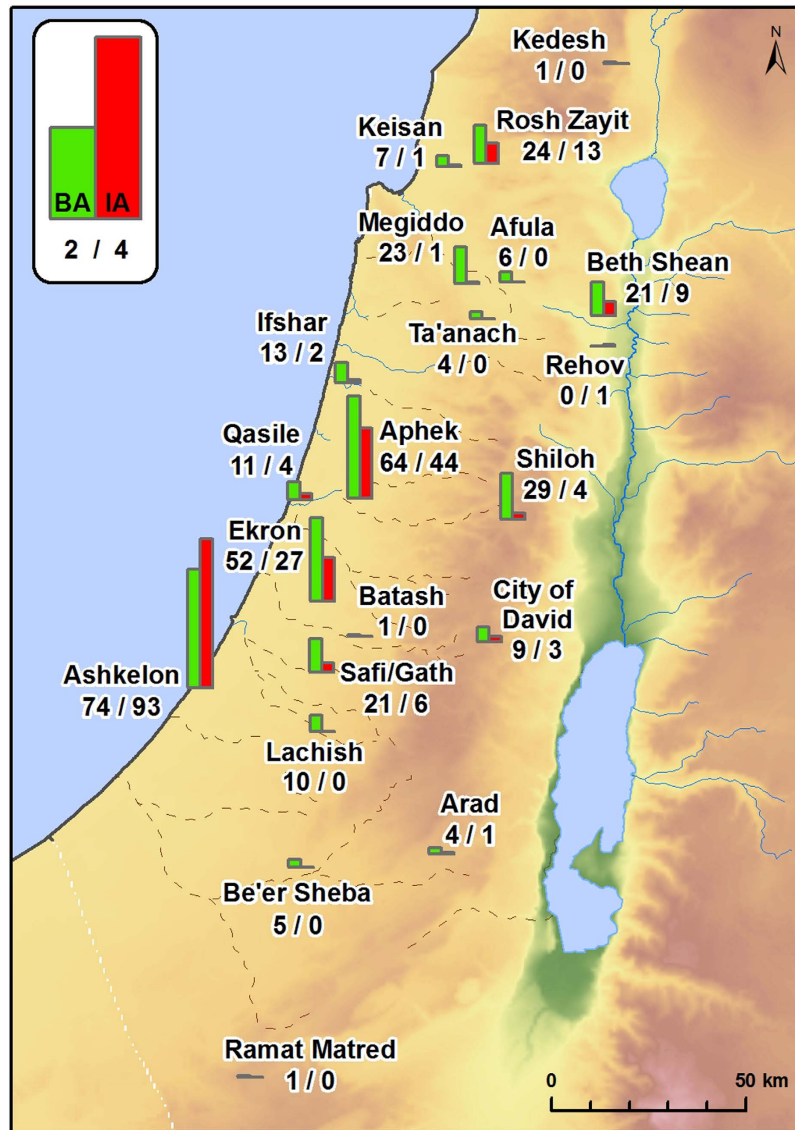 N
Kedesh
1 / 0
BA IA
2 / 4
Keisan
7 / 1
Rosh Zayit
24 / 13
Megiddo
23 / 1
Afula
6 / 0
Beth Shean
21 / 9
Ifshar
13 / 2
Ta'anach
4 / 0
Rehov
0 / 1
Qasile
11 / 4
Aphek
64 / 44
Shiloh
29 / 4
Ekron
52 / 27
Batash
1 / 0
City of
David
9 / 3
Ashkelon
74 / 93
Safi/Gath
21 / 6
Lachish
10 / 0
Arad
4 / 1
Be'er Sheba
5 / 0
Ramat Matred
1 / 0
0 50 km